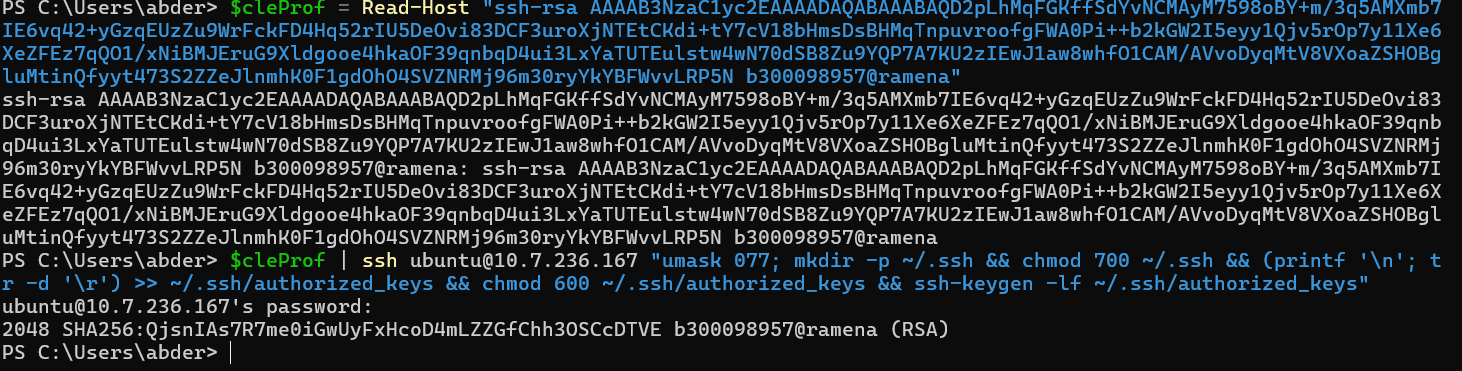 PS C:\Users\abder> $cleProf = Read-Host "ssh-rsa AAAAB3NzaC1yc2EAAAADAQABAAABAQD2pLhMqFGKffSdYvNCMAyM7598oBY+m/3q5AMXmb7
IE6vq42+yGzqEUzZu9WrFckFD4Hq52rIU5DeOvi83DCF3uroXjNTEtCKdi+tY7cV18bHmsDsBHMqTnpuvroofgFWA0Pi++b2kGW2I5eyy1Qjv5rOp7y11Xe6
XeZFEz7qQO1/xNiBMJEruG9Xldgooe4hkaOF39qnbqD4ui3LxYaTUTEulstw4wN70dSB8Zu9YQP7A7KU2zIEwJ1aw8whfO1CAM/AVvoDyqMtV8VXoaZSHOBg
luMtinQfyyt473S2ZZeJlnmhK0F1gdOhO4SVZNRMj96m30ryYkYBFWvvLRP5N b300098957@ramena"
ssh-rsa AAAAB3NzaC1yc2EAAAADAQABAAABAQD2pLhMqFGKffSdYvNCMAyM7598oBY+m/3q5AMXmb7IE6vq42+yGzqEUzZu9WrFckFD4Hq52rIU5DeOvi83
DCF3uroXjNTEtCKdi+tY7cV18bHmsDsBHMqTnpuvroofgFWA0Pi++b2kGW2I5eyy1Qjv5rOp7y11Xe6XeZFEz7qQO1/xNiBMJEruG9Xldgooe4hkaOF39qnb
qD4ui3LxYaTUTEulstw4wN70dSB8Zu9YQP7A7KU2zIEwJ1aw8whfO1CAM/AVvoDyqMtV8VXoaZSHOBgluMtinQfyyt473S2ZZeJlnmhK0F1gdOhO4SVZNRMj
96m30ryYkYBFWvvLRP5N b300098957@ramena: ssh-rsa AAAAB3NzaC1yc2EAAAADAQABAAABAQD2pLhMqFGKffSdYvNCMAyM7598oBY+m/3q5AMXmb7I
E6vq42+yGzqEUzZu9WrFckFD4Hq52rIU5DeOvi83DCF3uroXjNTEtCKdi+tY7cV18bHmsDsBHMqTnpuvroofgFWA0Pi++b2kGW2I5eyy1Qjv5rOp7y11Xe6X
eZFEz7qQO1/xNiBMJEruG9Xldgooe4hkaOF39qnbqD4ui3LxYaTUTEulstw4wN70dSB8Zu9YQP7A7KU2zIEwJ1aw8whfO1CAM/AVvoDyqMtV8VXoaZSHOBgl
uMtinQfyyt473S2ZZeJlnmhK0F1gdOhO4SVZNRMj96m30ryYkYBFWvvLRP5N b300098957@ramena
PS C:\Users\abder> $cleProf | ssh ubuntu@10.7.236.167 "umask 077; mkdir -p ~/.ssh && chmod 700 ~/.ssh && (printf '\n'; t
r -d '\r') >> ~/.ssh/authorized_keys && chmod 600 ~/.ssh/authorized_keys && ssh-keygen -lf ~/.ssh/authorized_keys"
ubuntu@10.7.236.167's password:
2048 SHA256:QjsnIAs7R7me0iGwUyFxHcoD4mLZZGfChh3OSCcDTVE b300098957@ramena (RSA)
PS C:\Users\abder>